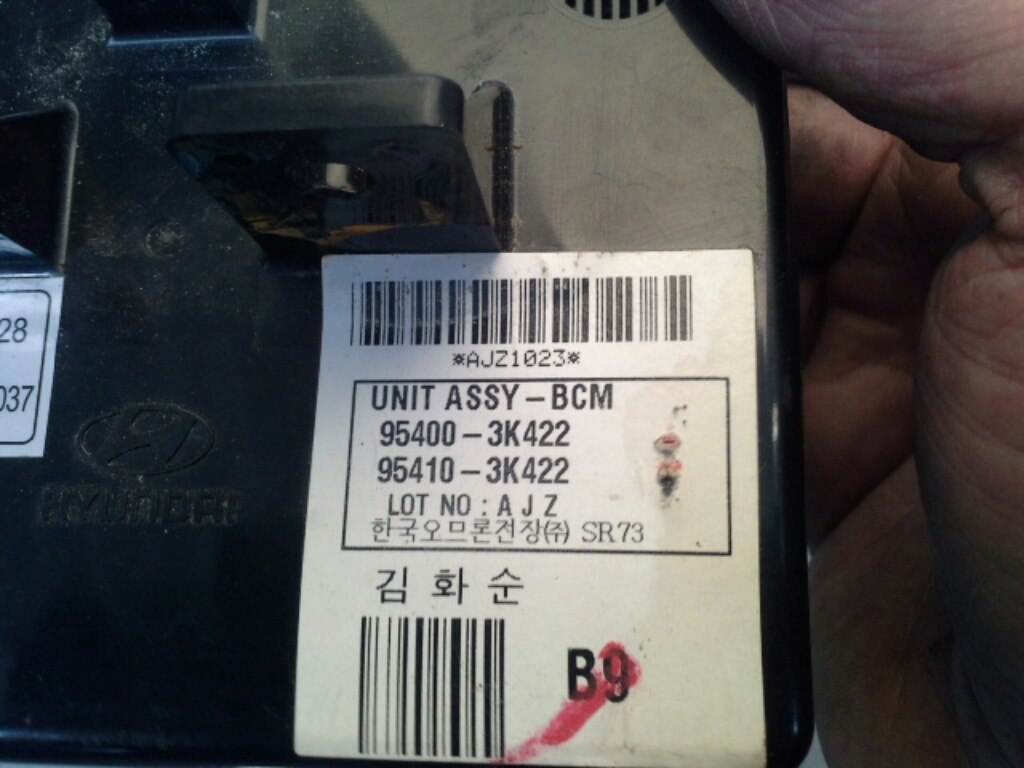 *AJZ1023*
UNIT ASSY-BCM
95400-3K422
95410-3K422
LOT NO : A J Z
한국오므론전장㈜ SR73
김 화 순
B9
28
037
HYUNDAI